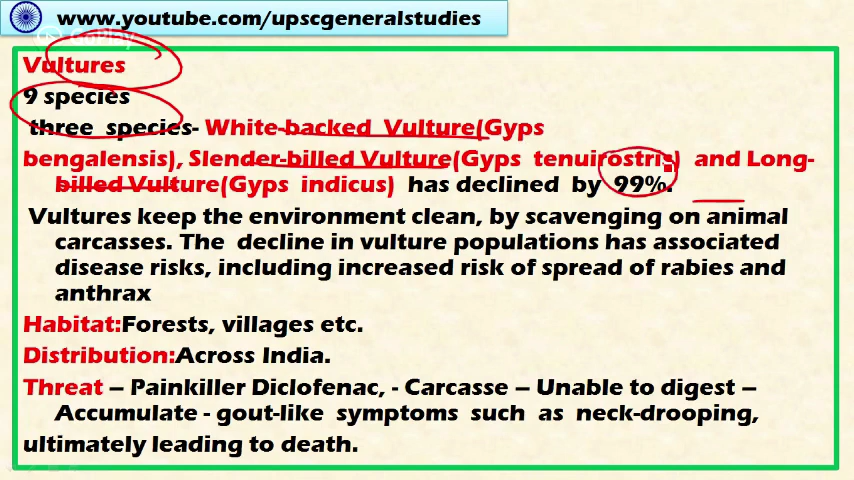 www.youtube.com/upscgeneralstudies
GoPlay
Vultures
9 species
three species- White-backed Vulture(Gyps
bengalensis), Slender-billed Vulture(Gyps tenuirostris) and Long-
billed Vulture(Gyps indicus) has declined by 99%.
Vultures keep the environment clean, by scavenging on animal
carcasses. The decline in vulture populations has associated
disease risks, including increased risk of spread of rabies and
anthrax
Habitat:Forests, villages etc.
Distribution:Across India.
Threat – Painkiller Diclofenac, - Carcasse – Unable to digest –
Accumulate - gout-like symptoms such as neck-drooping,
ultimately leading to death.